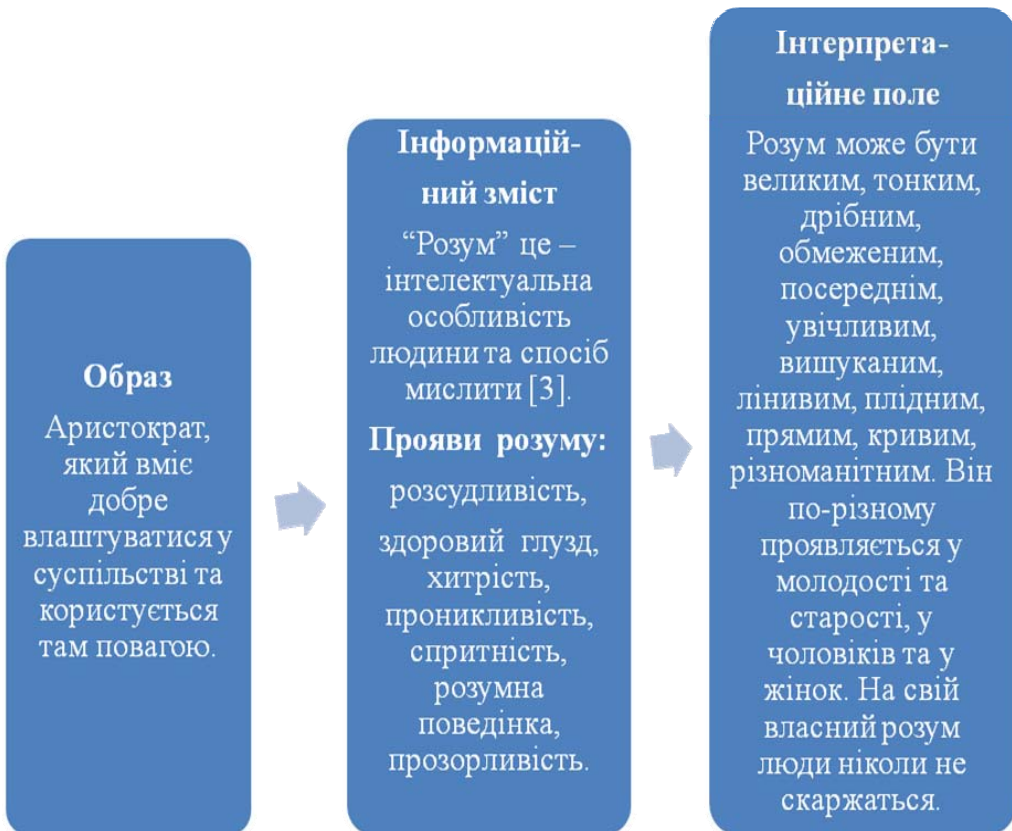 Образ
Аристократ,
який вміє
добре
влаштуватися у
суспільстві та
користується
там повагою.
Інформацій-
ний зміст
“Розум” це –
інтелектуальна
особливість
людини та спосіб
мислити [3].
Прояви розуму:
розсудливість,
здоровий глузд,
хитрість,
проникливість,
спритність,
розумна
поведінка,
прозорливість.
Інтерпрета-
ційне поле
Розум може бути
великим, тонким,
дрібним,
обмеженим,
посереднім,
увічливим,
вишуканим,
лінивим, плідним,
прямим, кривим,
різноманітним. Він
по-різному
проявляється у
молодості та
старості, у
чоловіків та у
жінок. На свій
власний розум
люди ніколи не
скаржаться.